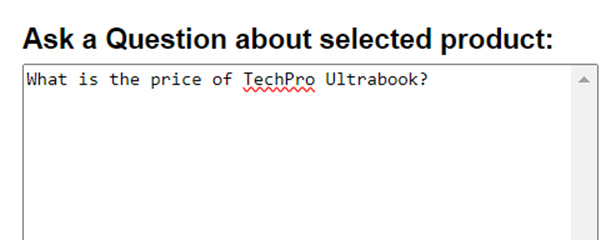 Ask a Question about selected product:
What is the price of TechPro Ultrabook?